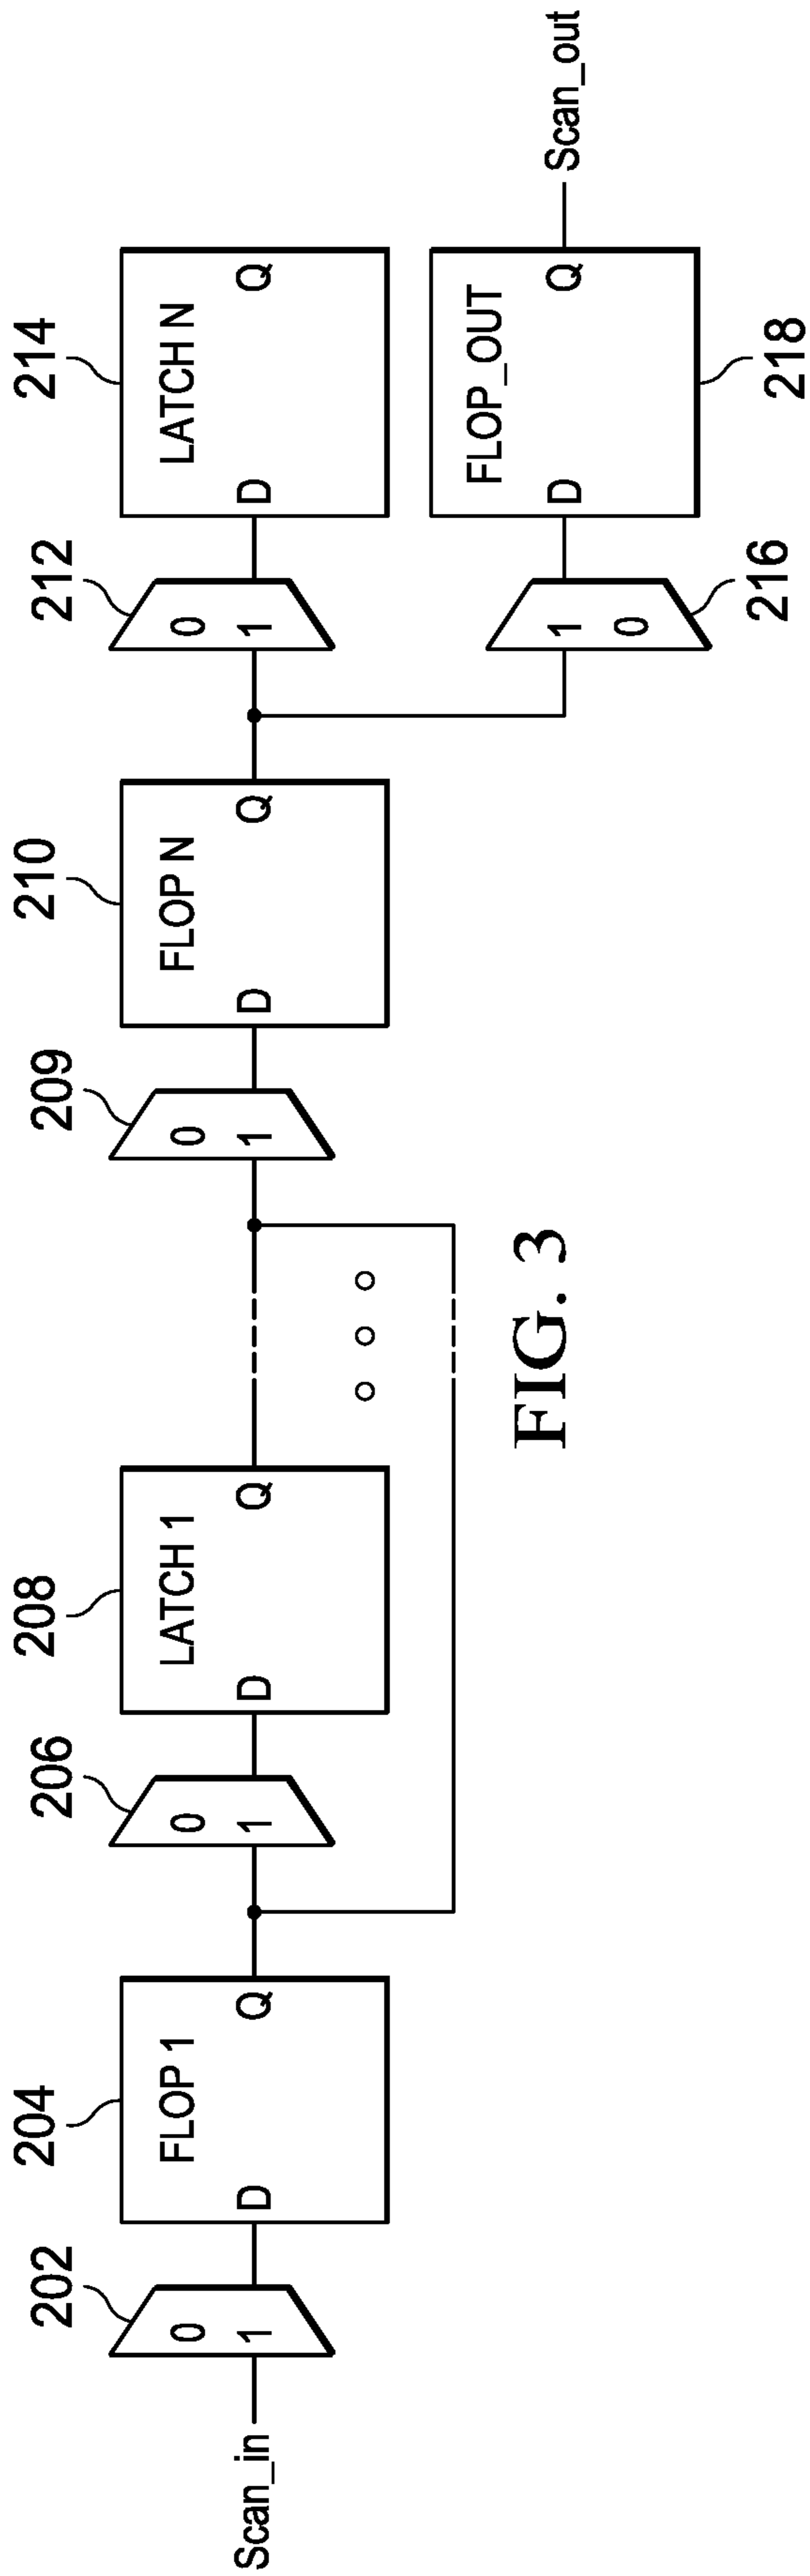 202
204
206
208
209
210
212
214
Scan_in
0
1
FLOP 1
D
Q
0
1
LATCH 1
D
Q
0
1
FLOP N
D
Q
0
1
LATCH N
D
Q
1
0
FLOP_OUT
D
Q
Scan_out
216
218
FIG. 3